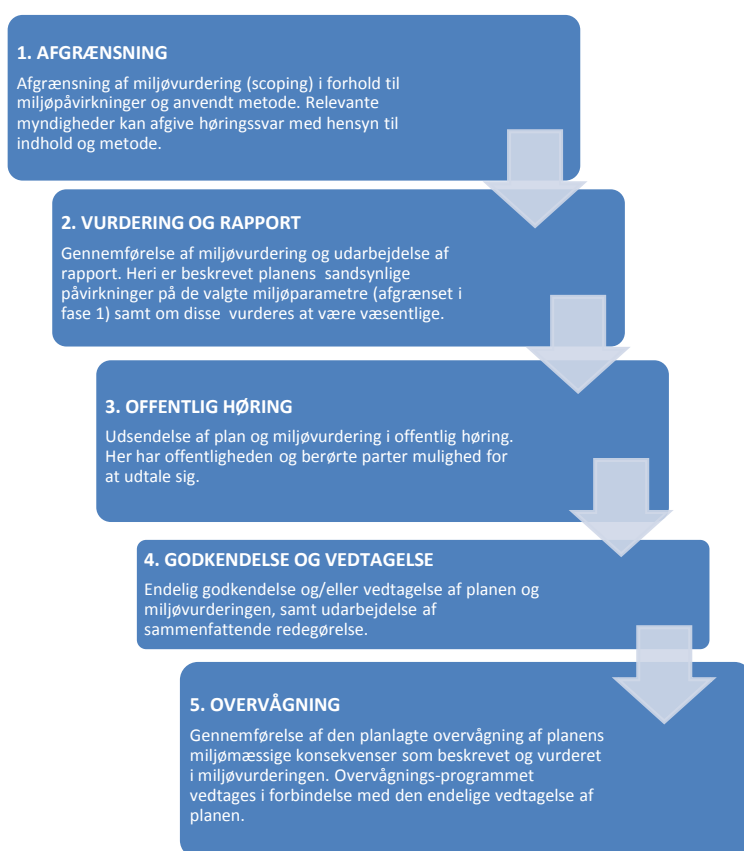 1. AFGRÆNSNING
Afgrænsning af miljøvurdering (scoping) i forhold til
miljøpåvirkninger og anvendt metode. Relevante
myndigheder kan afgive høringssvar med hensyn til
indhold og metode.
2. VURDERING OG RAPPORT
Gennemførelse af miljøvurdering og udarbejdelse af
rapport. Heri er beskrevet planens sandsynlige
påvirkninger på de valgte miljøparametre (afgrænset i
fase 1) samt om disse vurderes at være væsentlige.
3. OFFENTLIG HØRING
Udsendelse af plan og miljøvurdering i offentlig høring.
Her har offentligheden og berørte parter mulighed for
at udtale sig.
4. GODKENDELSE OG VEDTAGELSE
Endelig godkendelse og/eller vedtagelse af planen og
miljøvurderingen, samt udarbejdelse af
sammenfattende redegørelse.
5. OVERVÅGNING
Gennemførelse af den planlagte overvågning af planens
miljømæssige konsekvenser som beskrevet og vurderet
i miljøvurderingen. Overvågnings-programmet
vedtages i forbindelse med den endelige vedtagelse af
planen.